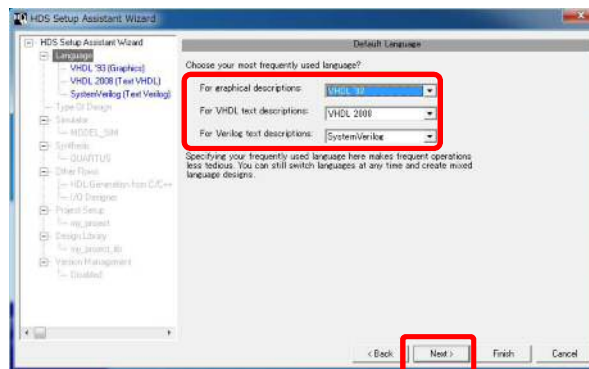 HDS Setup Assistant Wizard
HDS Setup Assistant Wizard
Language
VHDL '93 (Graphics)
VHDL 2008 (Text VHDL)
SystemVerilog (Text Verilog)
Type Of Design
Simulate
MODEL_SIM
Synthesis
QUARTUS
Other Flows
HDL Generation from C/C++
I/O Designer
Project Setup
my_project
Design Library
my_project_lib
Version Management
Disabled
Default Language
Choose your most frequently used language?
For graphical descriptions:
VHDL '93
For VHDL text descriptions:
VHDL 2008
For Verilog text descriptions:
SystemVerilog
Specifying your frequently used language here makes frequent operations
less tedious. You can still switch languages at any time and create mixed
language designs.
< Back
Next >
Finish
Cancel